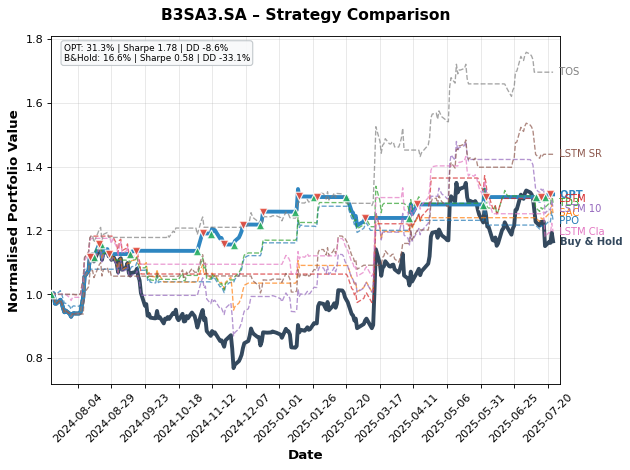 B3SA3.SA – Strategy Comparison
OPT: 31.3% | Sharpe 1.78 | DD -8.6%
B&Hold: 16.6% | Sharpe 0.58 | DD -33.1%
Normalised Portfolio Value
1.8
1.6
1.4
1.2
1.0
0.8
TOS
LSTM SR
OPT
LSTM 10
PPO
LSTM Cla
Buy & Hold
2024-08-04
2024-08-29
2024-09-23
2024-10-18
2024-11-12
2024-12-07
2025-01-01
2025-01-26
2025-02-20
2025-03-17
2025-04-11
2025-05-06
2025-05-31
2025-06-25
2025-07-20
Date